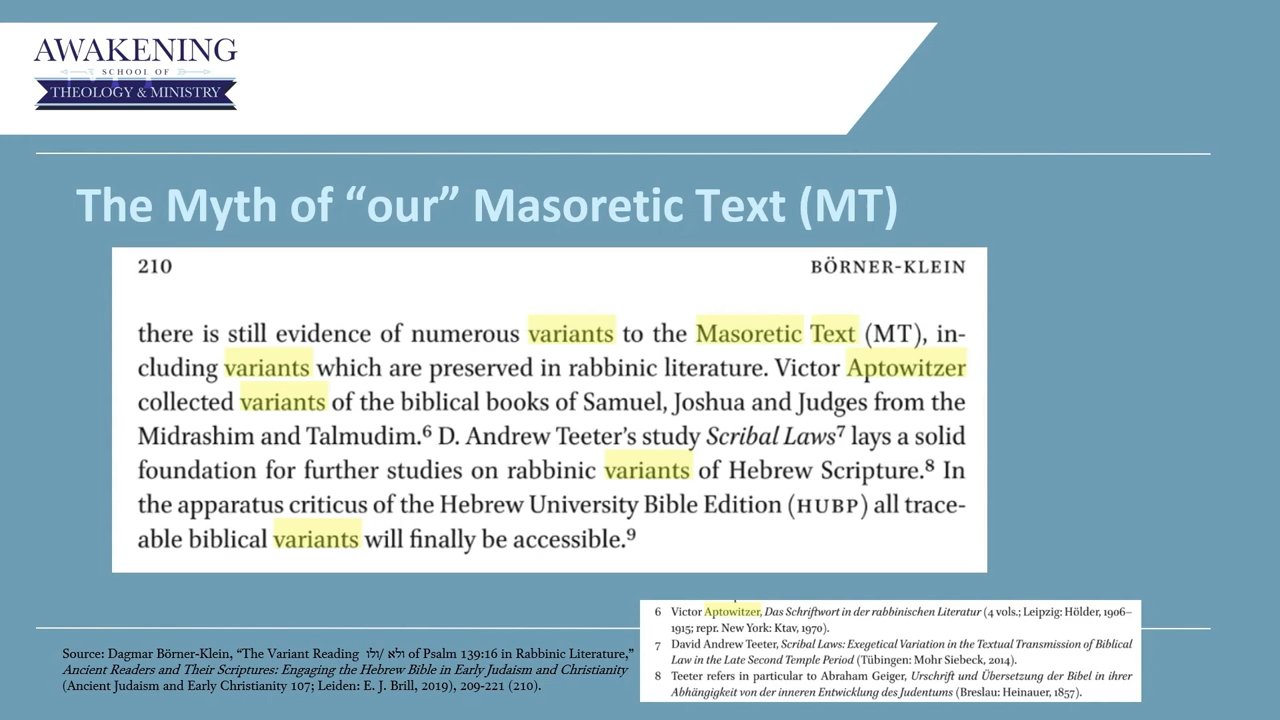 AWAKENING
SCHOOL OF
THEOLOGY & MINISTRY
The Myth of “our” Masoretic Text (MT)
210 BÖRNER-KLEIN
there is still evidence of numerous variants to the Masoretic Text (MT), in-
cluding variants which are preserved in rabbinic literature. Victor Aptowitzer
collected variants of the biblical books of Samuel, Joshua and Judges from the
Midrashim and Talmudim.⁶ D. Andrew Teeter’s study Scribal Laws⁷ lays a solid
foundation for further studies on rabbinic variants of Hebrew Scripture.⁸ In
the apparatus criticus of the Hebrew University Bible Edition (HUBP) all trace-
able biblical variants will finally be accessible.⁹
6 Victor Aptowitzer, Das Schriftwort in der rabbinischen Literatur (4 vols.; Leipzig: Hölder, 1906–
1915; repr. New York: Ktav, 1970).
7 David Andrew Teeter, Scribal Laws: Exegetical Variation in the Textual Transmission of Biblical
Law in the Late Second Temple Period (Tübingen: Mohr Siebeck, 2014).
8 Teeter refers in particular to Abraham Geiger, Urschrift und Übersetzung der Bibel in ihrer
Abhängigkeit von der inneren Entwicklung des Judentums (Breslau: Heinauer, 1857).
Source: Dagmar Börner-Klein, “The Variant Reading ולא /ולו of Psalm 139:16 in Rabbinic Literature,”
Ancient Readers and Their Scriptures: Engaging the Hebrew Bible in Early Judaism and Christianity
(Ancient Judaism and Early Christianity 107; Leiden: E. J. Brill, 2019), 209-221 (210).